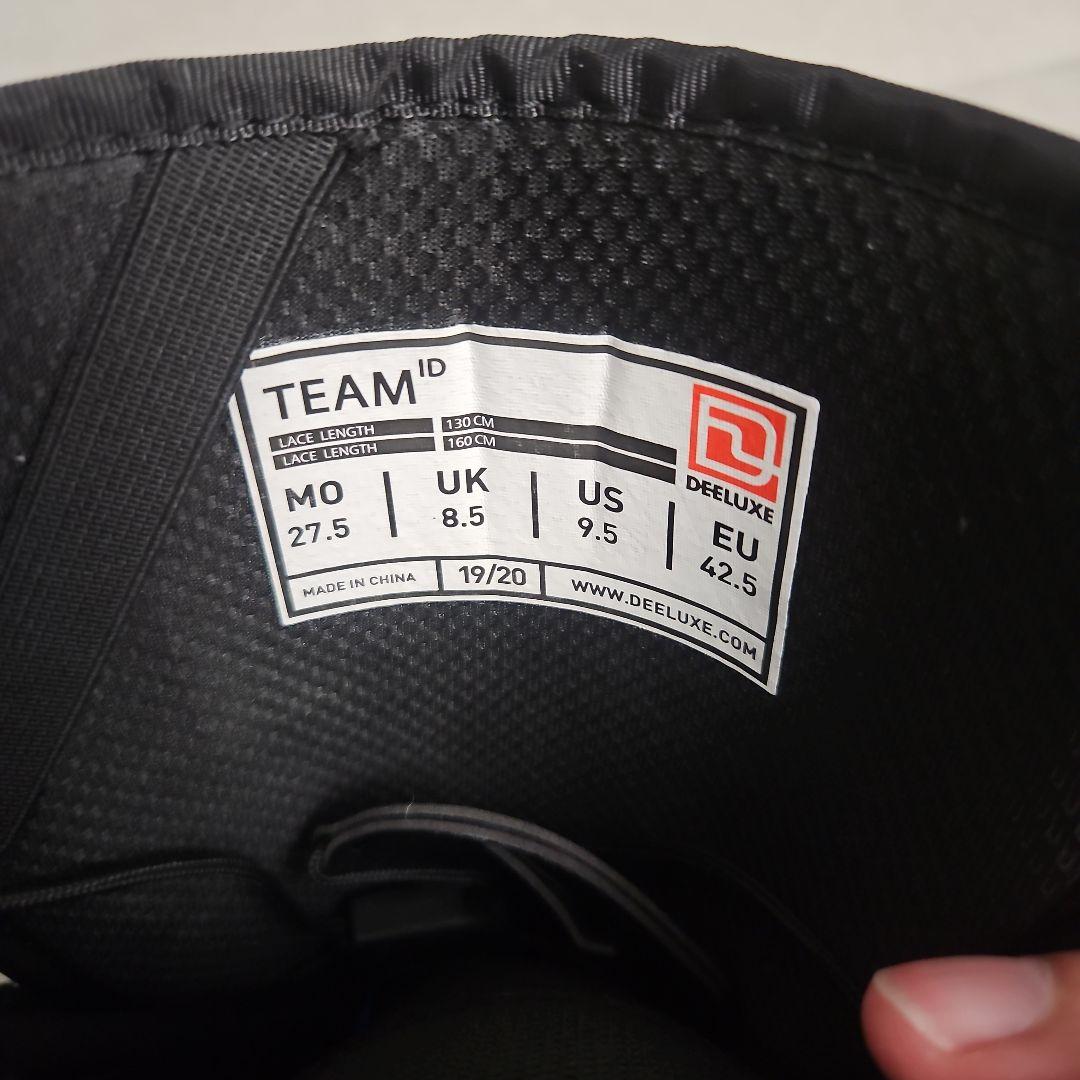 TEAM ID
LACE LENGTH 130 CM
LACE LENGTH 160 CM
DEELUXE
MO 27.5 | UK 8.5 | US 9.5 | EU 42.5
MADE IN CHINA 19/20 WWW.DEELUXE.COM